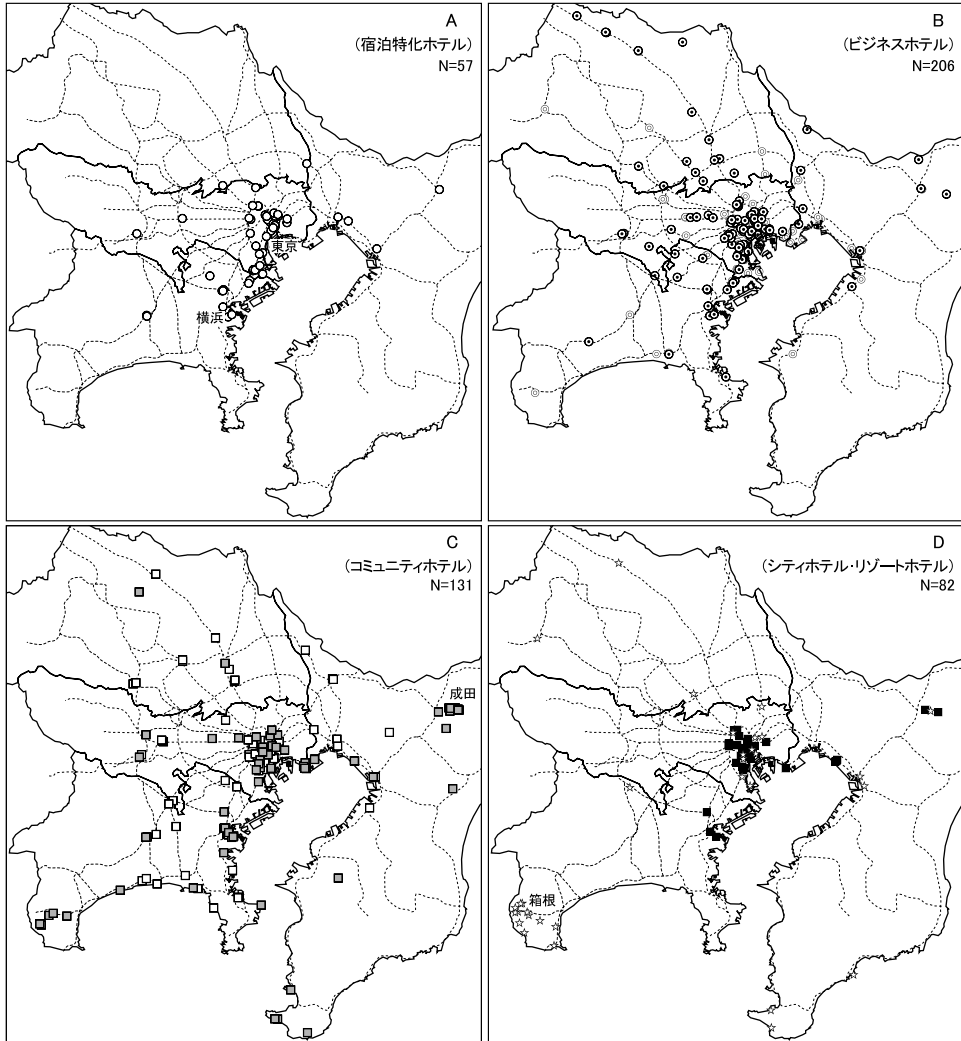 A
(宿泊特化ホテル)
N=57
東京
横浜
B
(ビジネスホテル)
N=206
C
(コミュニティホテル)
N=131
成田
D
(シティホテル・リゾートホテル)
N=82
箱根